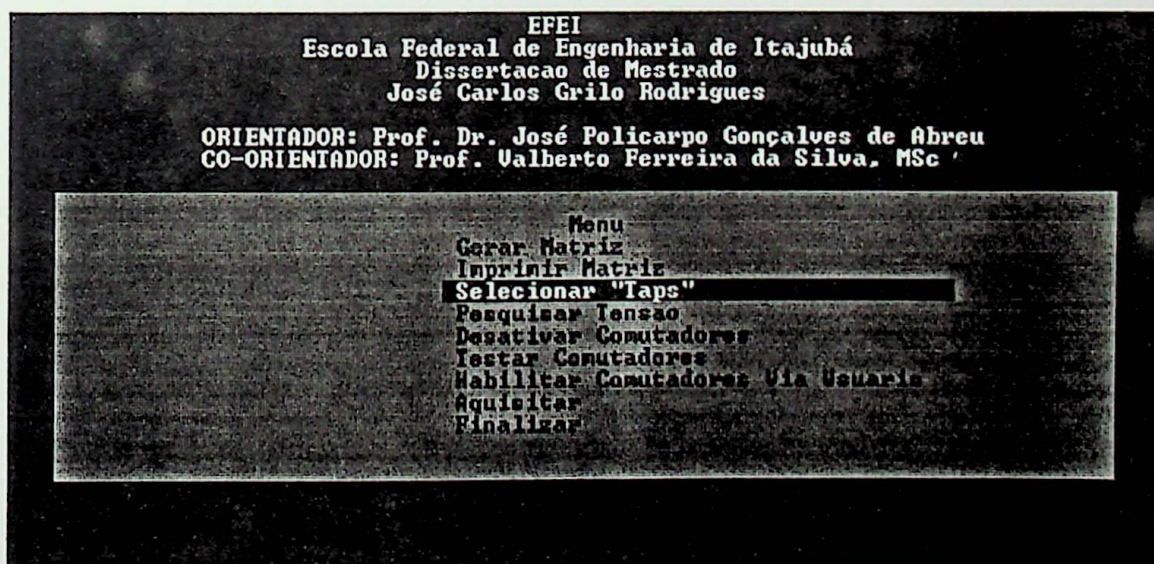 EFEI
Escola Federal de Engenharia de Itajubá
Dissertacao de Mestrado
José Carlos Grilo Rodrigues
ORIENTADOR: Prof. Dr. José Policarpo Gonçalves de Abreu
CO-ORIENTADOR: Prof. Valberto Ferreira da Silva, MSc
Menu
Gerar Matriz
Imprimir Matriz
Selecionar "Taps"
Pesquisar Tensao
Desativar Comutadores
Testar Comutadores
Habilitar Comutadores Via Usuario
Aquisitar
Finalizar